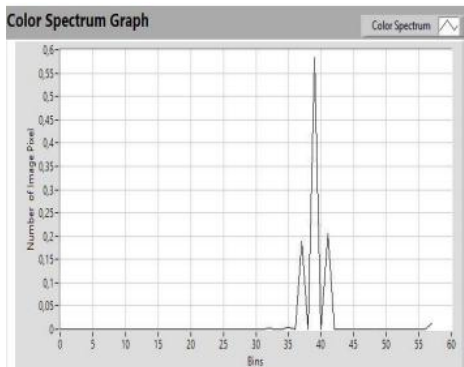 Color Spectrum Graph
Color Spectrum
0,6
0,55
0,5
0,45
0,4
0,35
0,3
0,25
0,2
0,15
0,1
0,05
0
Number of Image Pixel
0 5 10 15 20 25 30 35 40 45 50 55 60
Bins